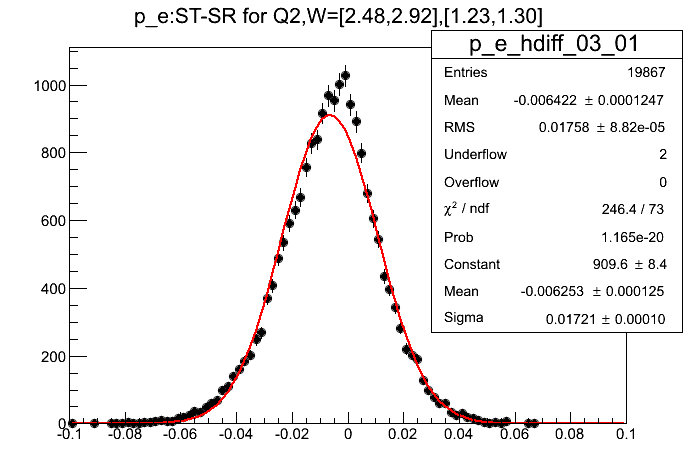 p_e:ST-SR for Q2,W=[2.48,2.92],[1.23,1.30]
p_e_hdiff_03_01
Entries 19867
Mean -0.006422 ± 0.0001247
RMS 0.01758 ± 8.82e-05
Underflow 2
Overflow 0
χ² / ndf 246.4 / 73
Prob 1.165e-20
Constant 909.6 ± 8.4
Mean -0.006253 ± 0.000125
Sigma 0.01721 ± 0.00010
1000
800
600
400
200
0
-0.1 -0.08 -0.06 -0.04 -0.02 0 0.02 0.04 0.06 0.08 0.1